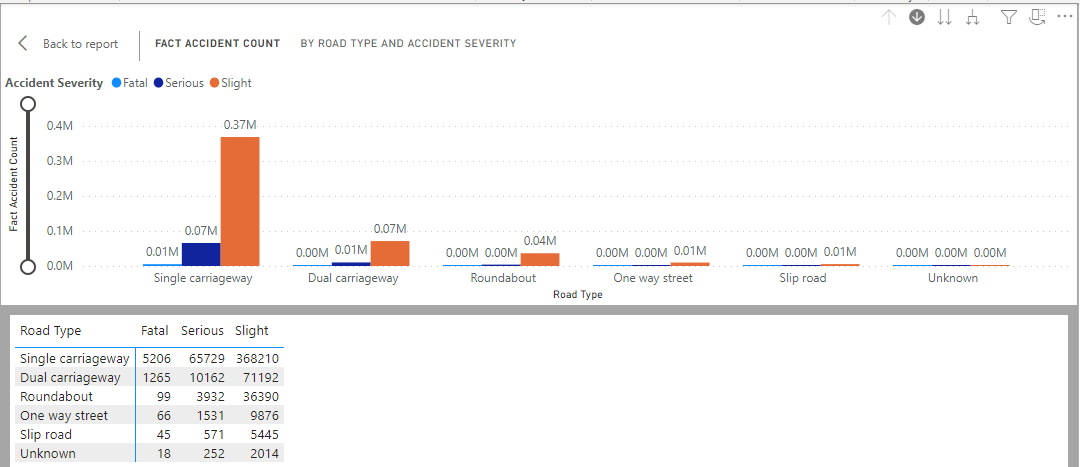 Back to report FACT ACCIDENT COUNT BY ROAD TYPE AND ACCIDENT SEVERITY
Accident Severity Fatal Serious Slight
Fact Accident Count
0.4M
0.3M
0.2M
0.1M
0.0M
0.01M 0.07M 0.37M
0.00M 0.01M 0.07M
0.00M 0.00M 0.04M
0.00M 0.00M 0.01M
0.00M 0.00M 0.01M
0.00M 0.00M 0.00M
Single carriageway Dual carriageway Roundabout One way street Slip road Unknown
Road Type
Road Type Fatal Serious Slight
Single carriageway 5206 65729 368210
Dual carriageway 1265 10162 71192
Roundabout 99 3932 36390
One way street 66 1531 9876
Slip road 45 571 5445
Unknown 18 252 2014